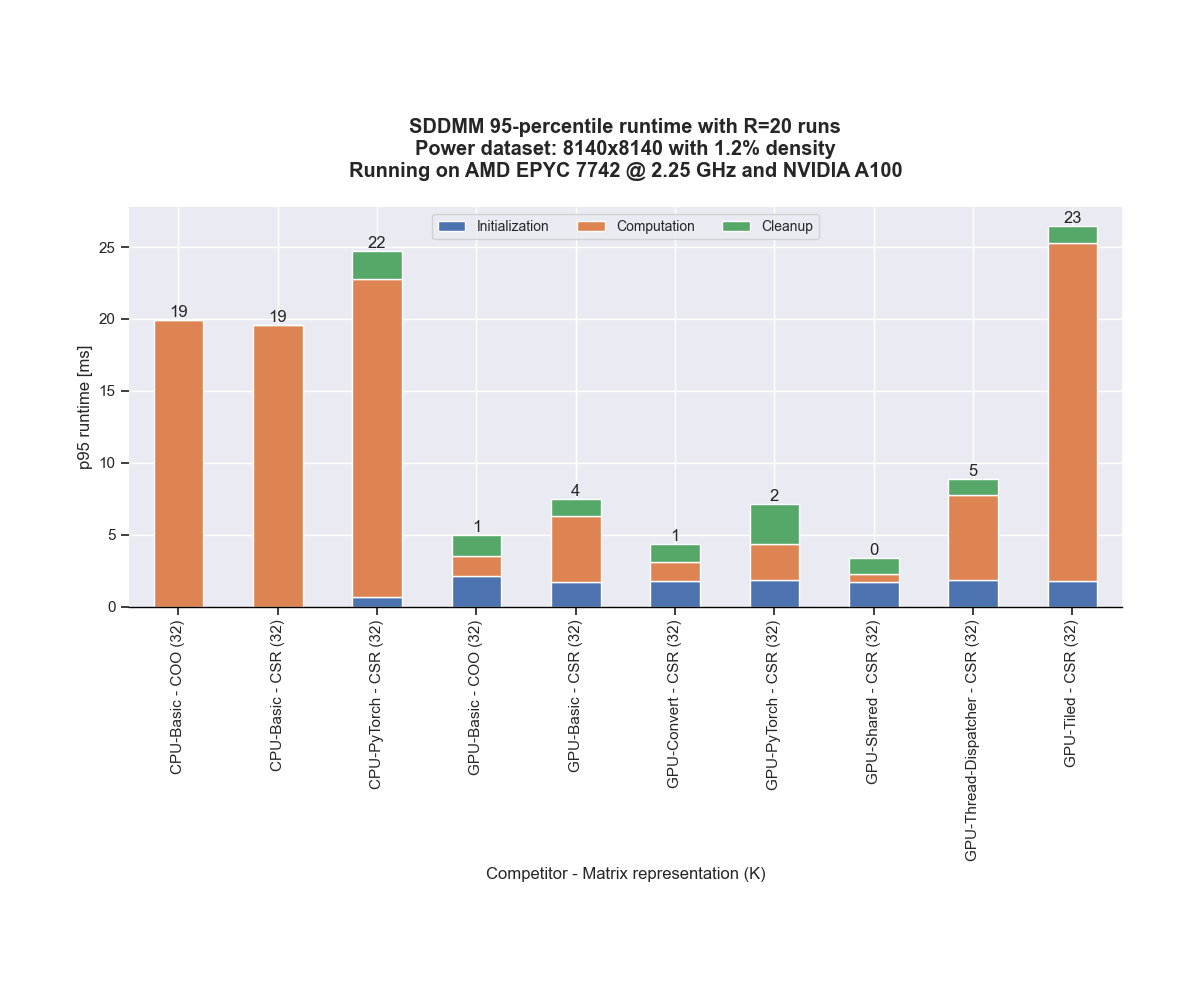 SDDMM 95-percentile runtime with R=20 runs
Power dataset: 8140x8140 with 1.2% density
Running on AMD EPYC 7742 @ 2.25 GHz and NVIDIA A100
Initialization Computation Cleanup
p95 runtime [ms]
25
20
15
10
5
0
19
19
22
1
4
1
2
0
5
23
CPU-Basic - COO (32)
CPU-Basic - CSR (32)
CPU-PyTorch - CSR (32)
GPU-Basic - COO (32)
GPU-Basic - CSR (32)
GPU-Convert - CSR (32)
GPU-PyTorch - CSR (32)
GPU-Shared - CSR (32)
GPU-Thread-Dispatcher - CSR (32)
GPU-Tiled - CSR (32)
Competitor - Matrix representation (K)